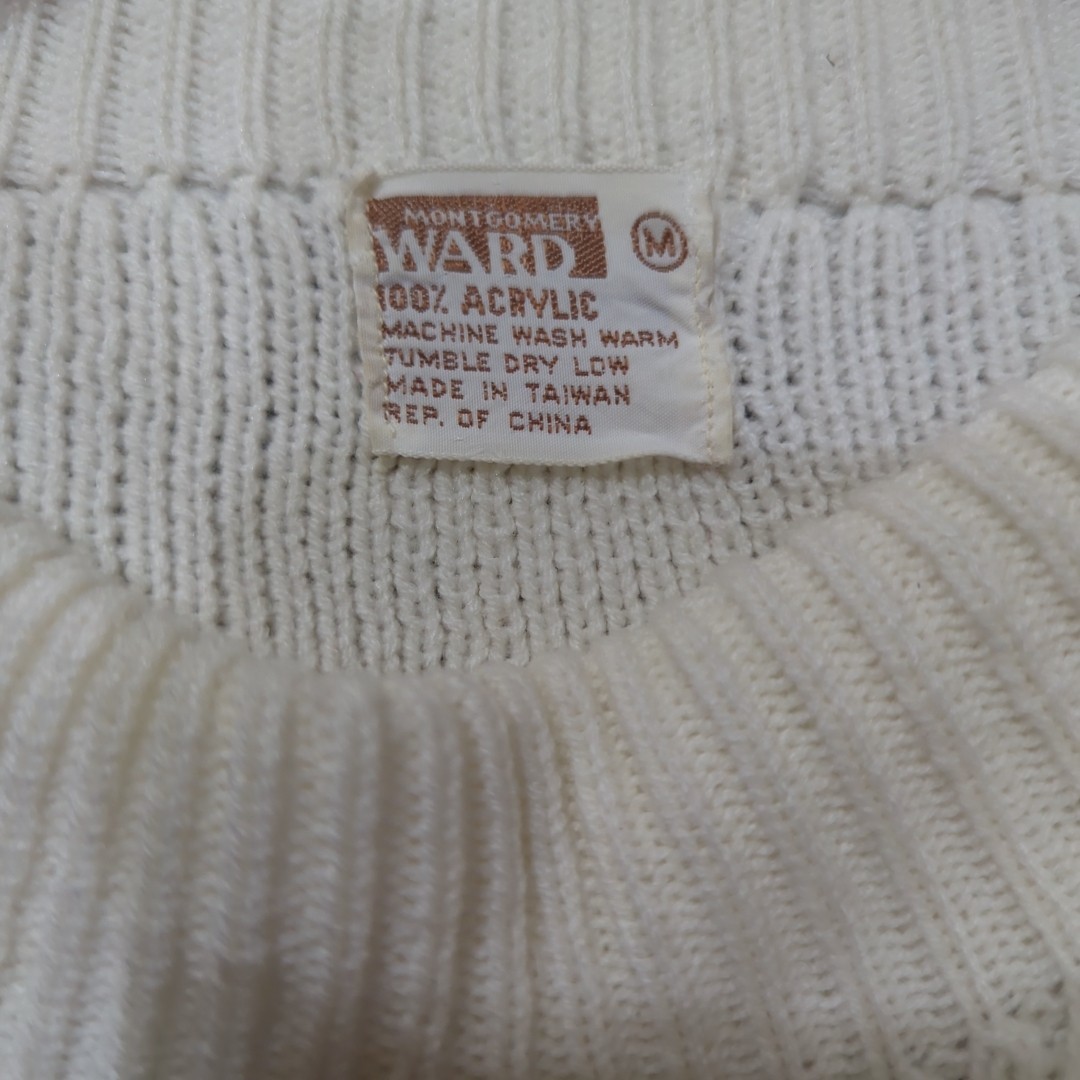 MONTGOMERY
WARD
M
100% ACRYLIC
MACHINE WASH WARM
TUMBLE DRY LOW
MADE IN TAIWAN
REP. OF CHINA